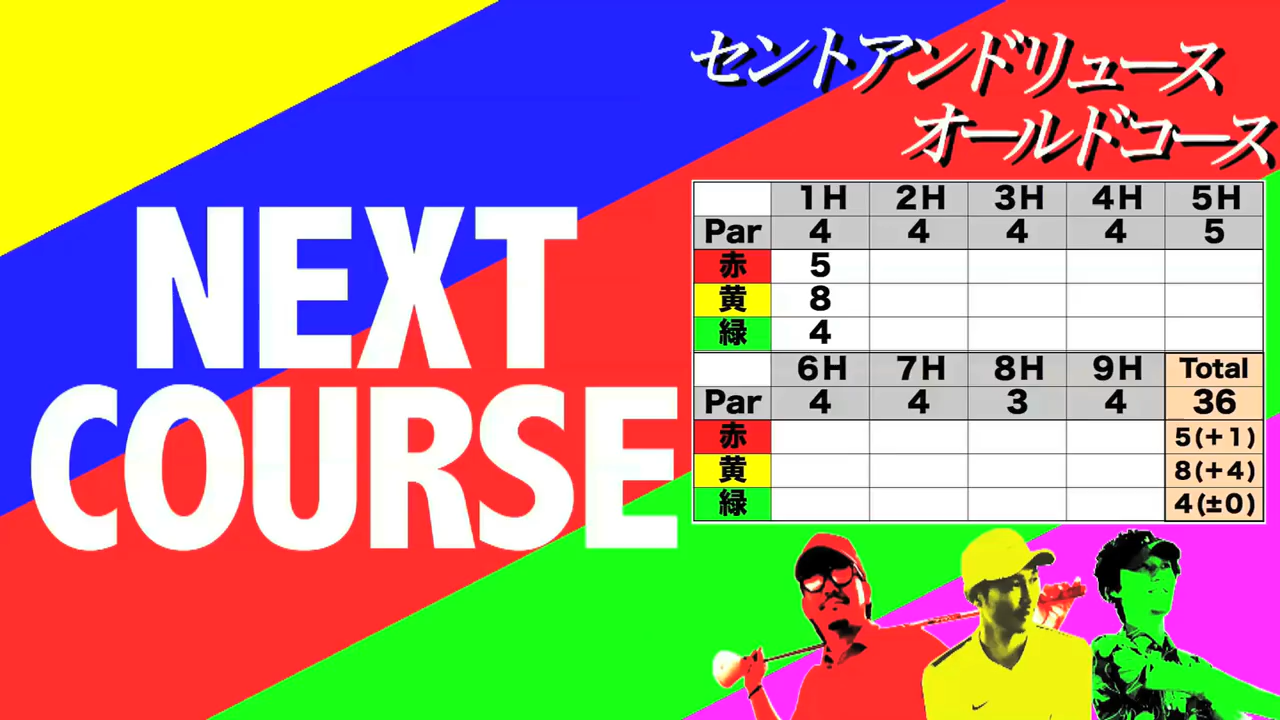 セントアンドリュース
オールドコース
NEXT
COURSE
1H 2H 3H 4H 5H
Par 4 4 4 4 5
赤 5
黄 8
緑 4
6H 7H 8H 9H Total
Par 4 4 3 4 36
赤 5(+1)
黄 8(+4)
緑 4(±0)